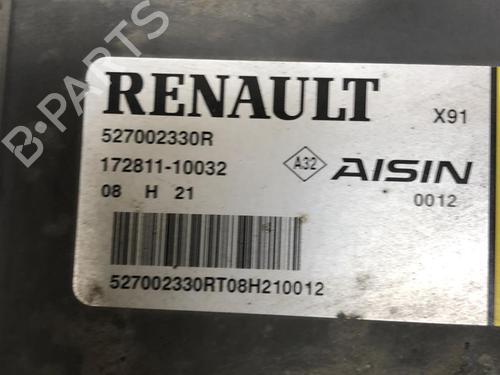 RENAULT
X91
527002330R
172811-10032
A32
AISIN
08 H 21
0012
527002330RT08H210012
B-PARTS